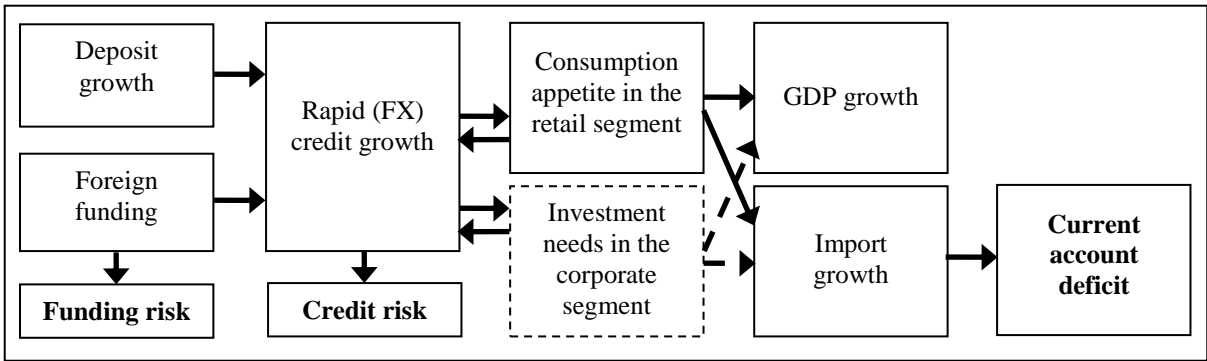 Deposit
growth
Foreign
funding
Funding risk
Rapid (FX)
credit growth
Credit risk
Consumption
appetite in the
retail segment
Investment
needs in the
corporate
segment
GDP growth
Import
growth
Current
account
deficit